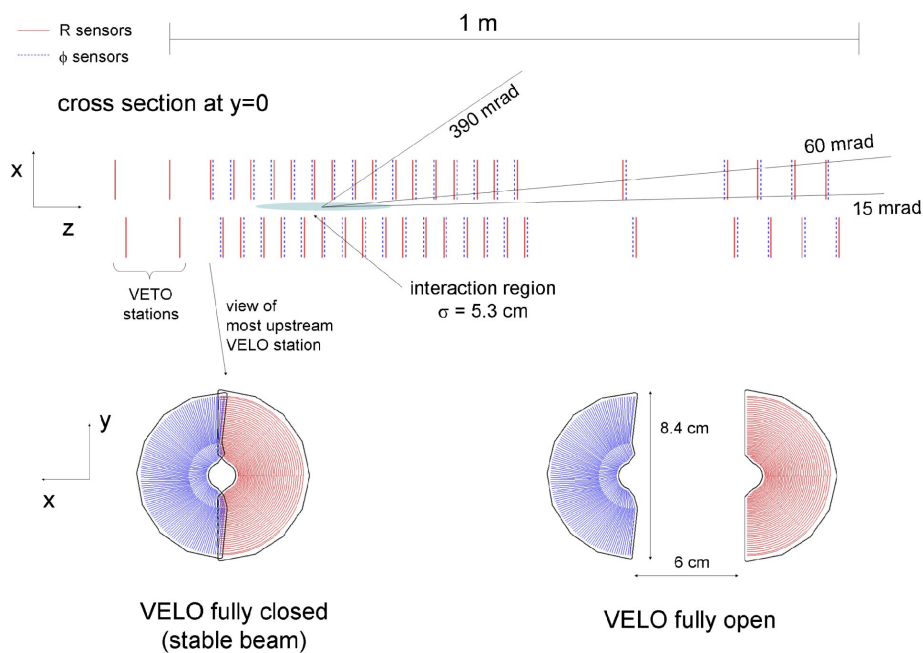 R sensors
ϕ sensors
1 m
cross section at y=0
390 mrad
60 mrad
15 mrad
x
z
VETO
stations
view of
most upstream
VELO station
interaction region
σ = 5.3 cm
y
x
8.4 cm
6 cm
VELO fully closed
(stable beam)
VELO fully open